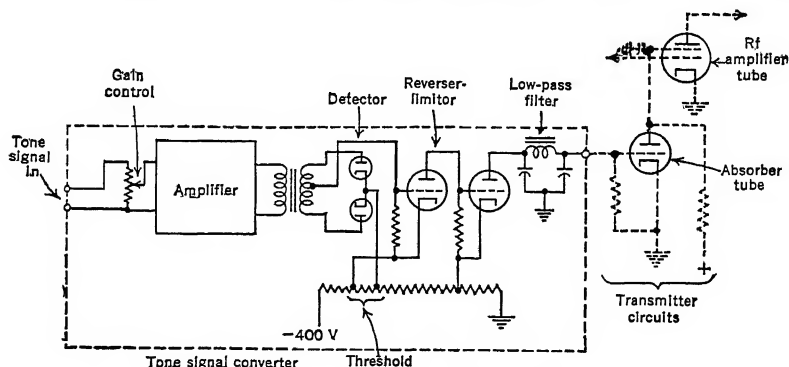 Rf
amplifier
tube
Gain
control
Detector
Reverser-
limitor
Low-pass
filter
Tone
signal
in
Amplifier
Absorber
tube
Transmitter
circuits
−400 V
Threshold
Tone signal converter